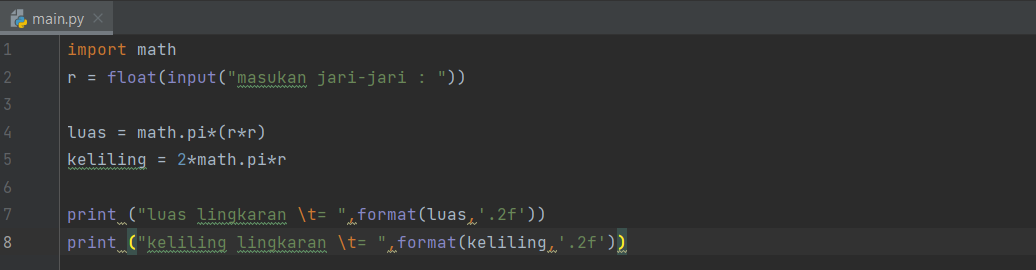 main.py
1 import math
2 r = float(input("masukan jari-jari : "))
3
4 luas = math.pi*(r*r)
5 keliling = 2*math.pi*r
6
7 print ("luas lingkaran \t= ",format(luas,'.2f'))
8 print ("keliling lingkaran \t= ",format(keliling,'.2f'))